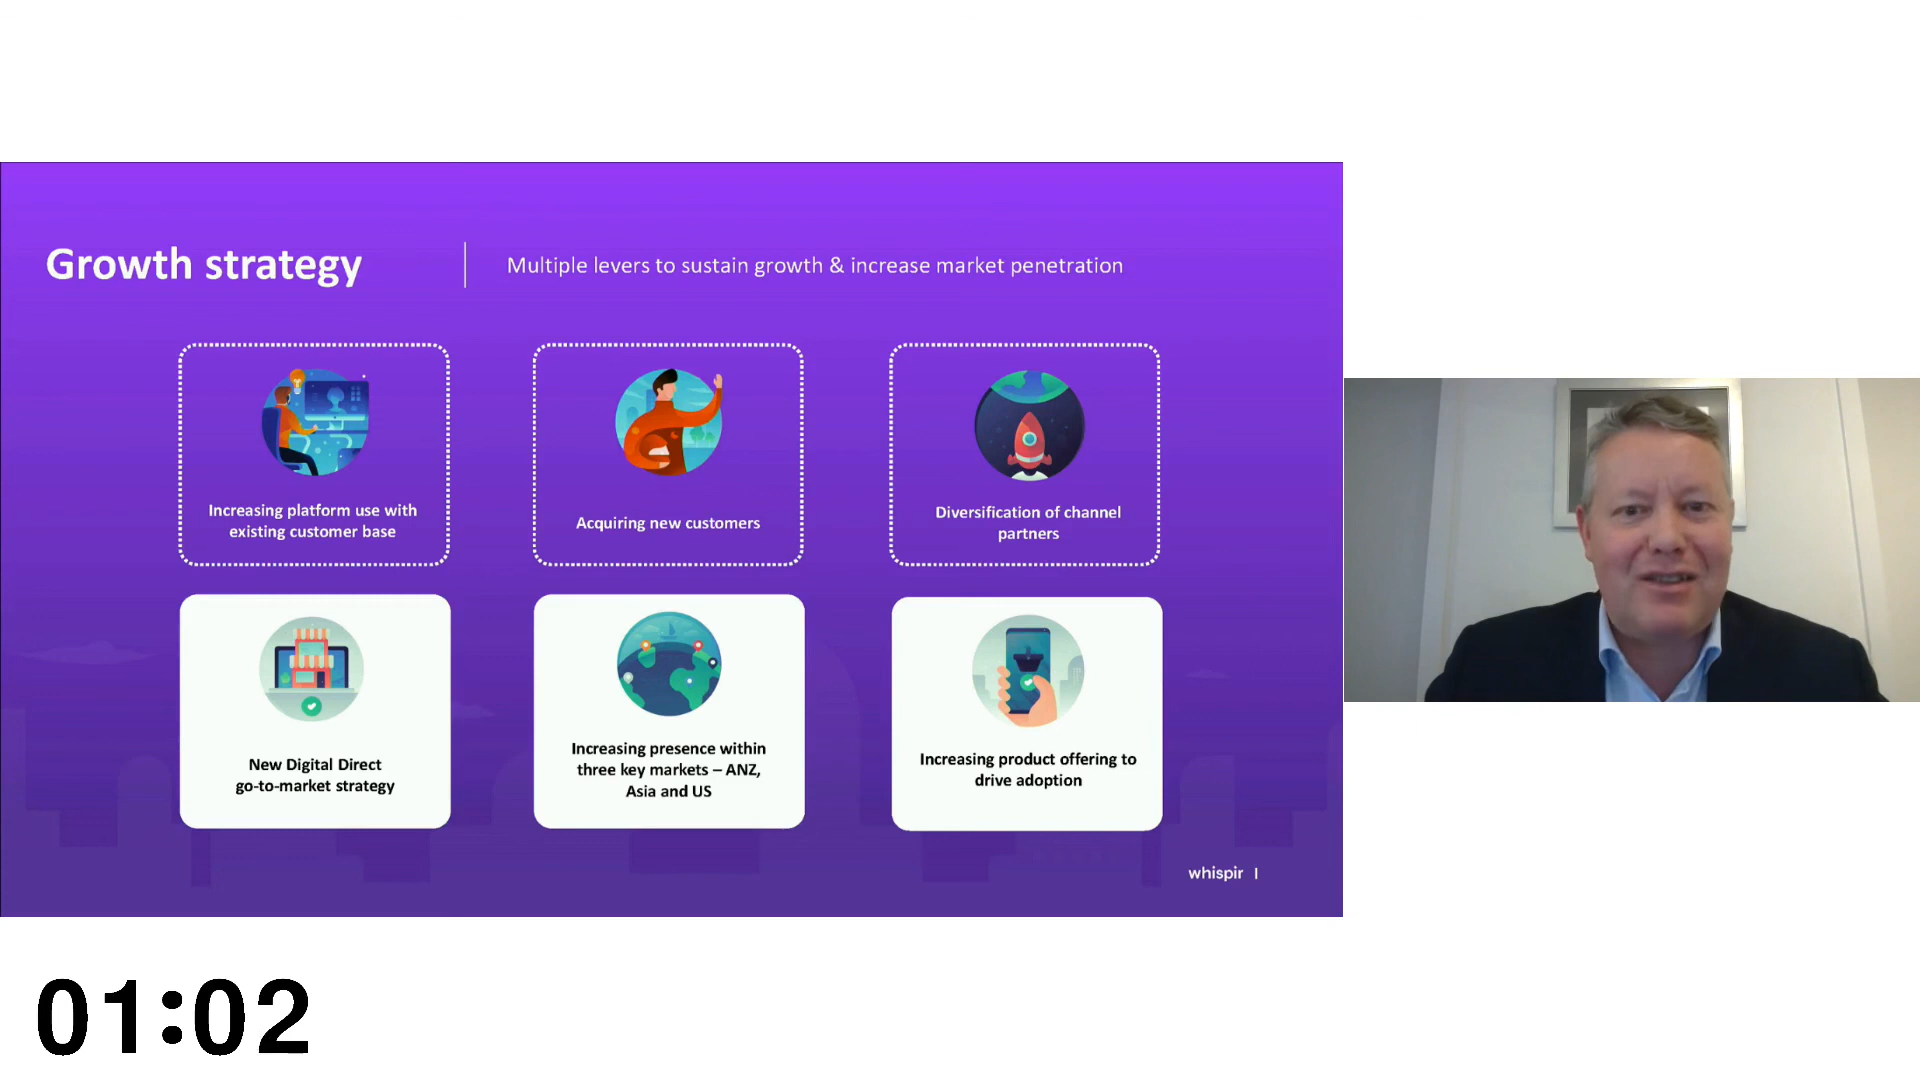 Growth strategy
Multiple levers to sustain growth & increase market penetration
Increasing platform use with
existing customer base
Acquiring new customers
Diversification of channel
partners
New Digital Direct
go-to-market strategy
Increasing presence within
three key markets – ANZ,
Asia and US
Increasing product offering to
drive adoption
whispir |
01:02